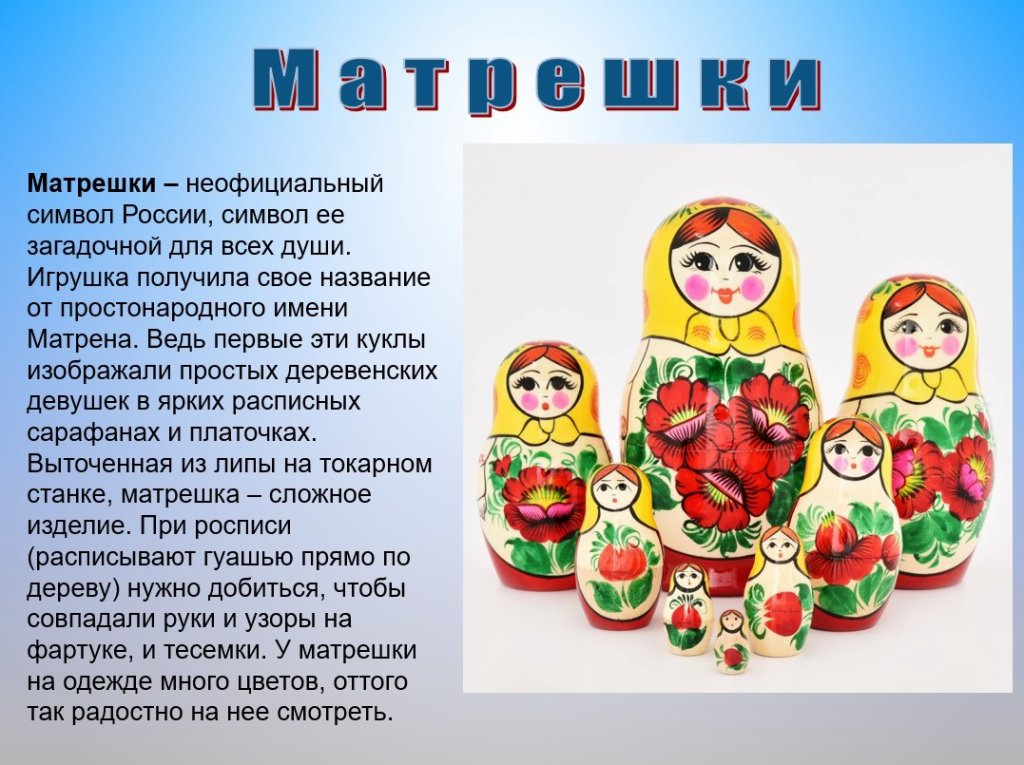 Матрешки
Матрешки – неофициальный
символ России, символ ее
загадочной для всех души.
Игрушка получила свое название
от простонародного имени
Матрена. Ведь первые эти куклы
изображали простых деревенских
девушек в ярких расписных
сарафанах и платочках.
Выточенная из липы на токарном
станке, матрешка – сложное
изделие. При росписи
(расписывают гуашью прямо по
дереву) нужно добиться, чтобы
совпадали руки и узоры на
фартуке, и тесемки. У матрешки
на одежде много цветов, оттого
так радостно на нее смотреть.